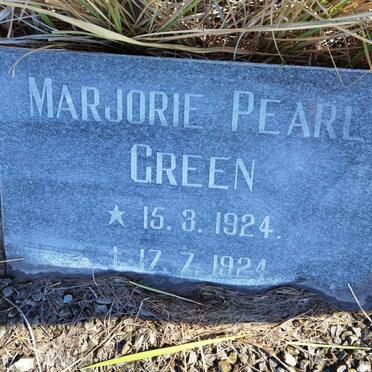 MARJORIE PEARL
GREEN
★ 15. 3. 1924.
† 17. 7. 1924